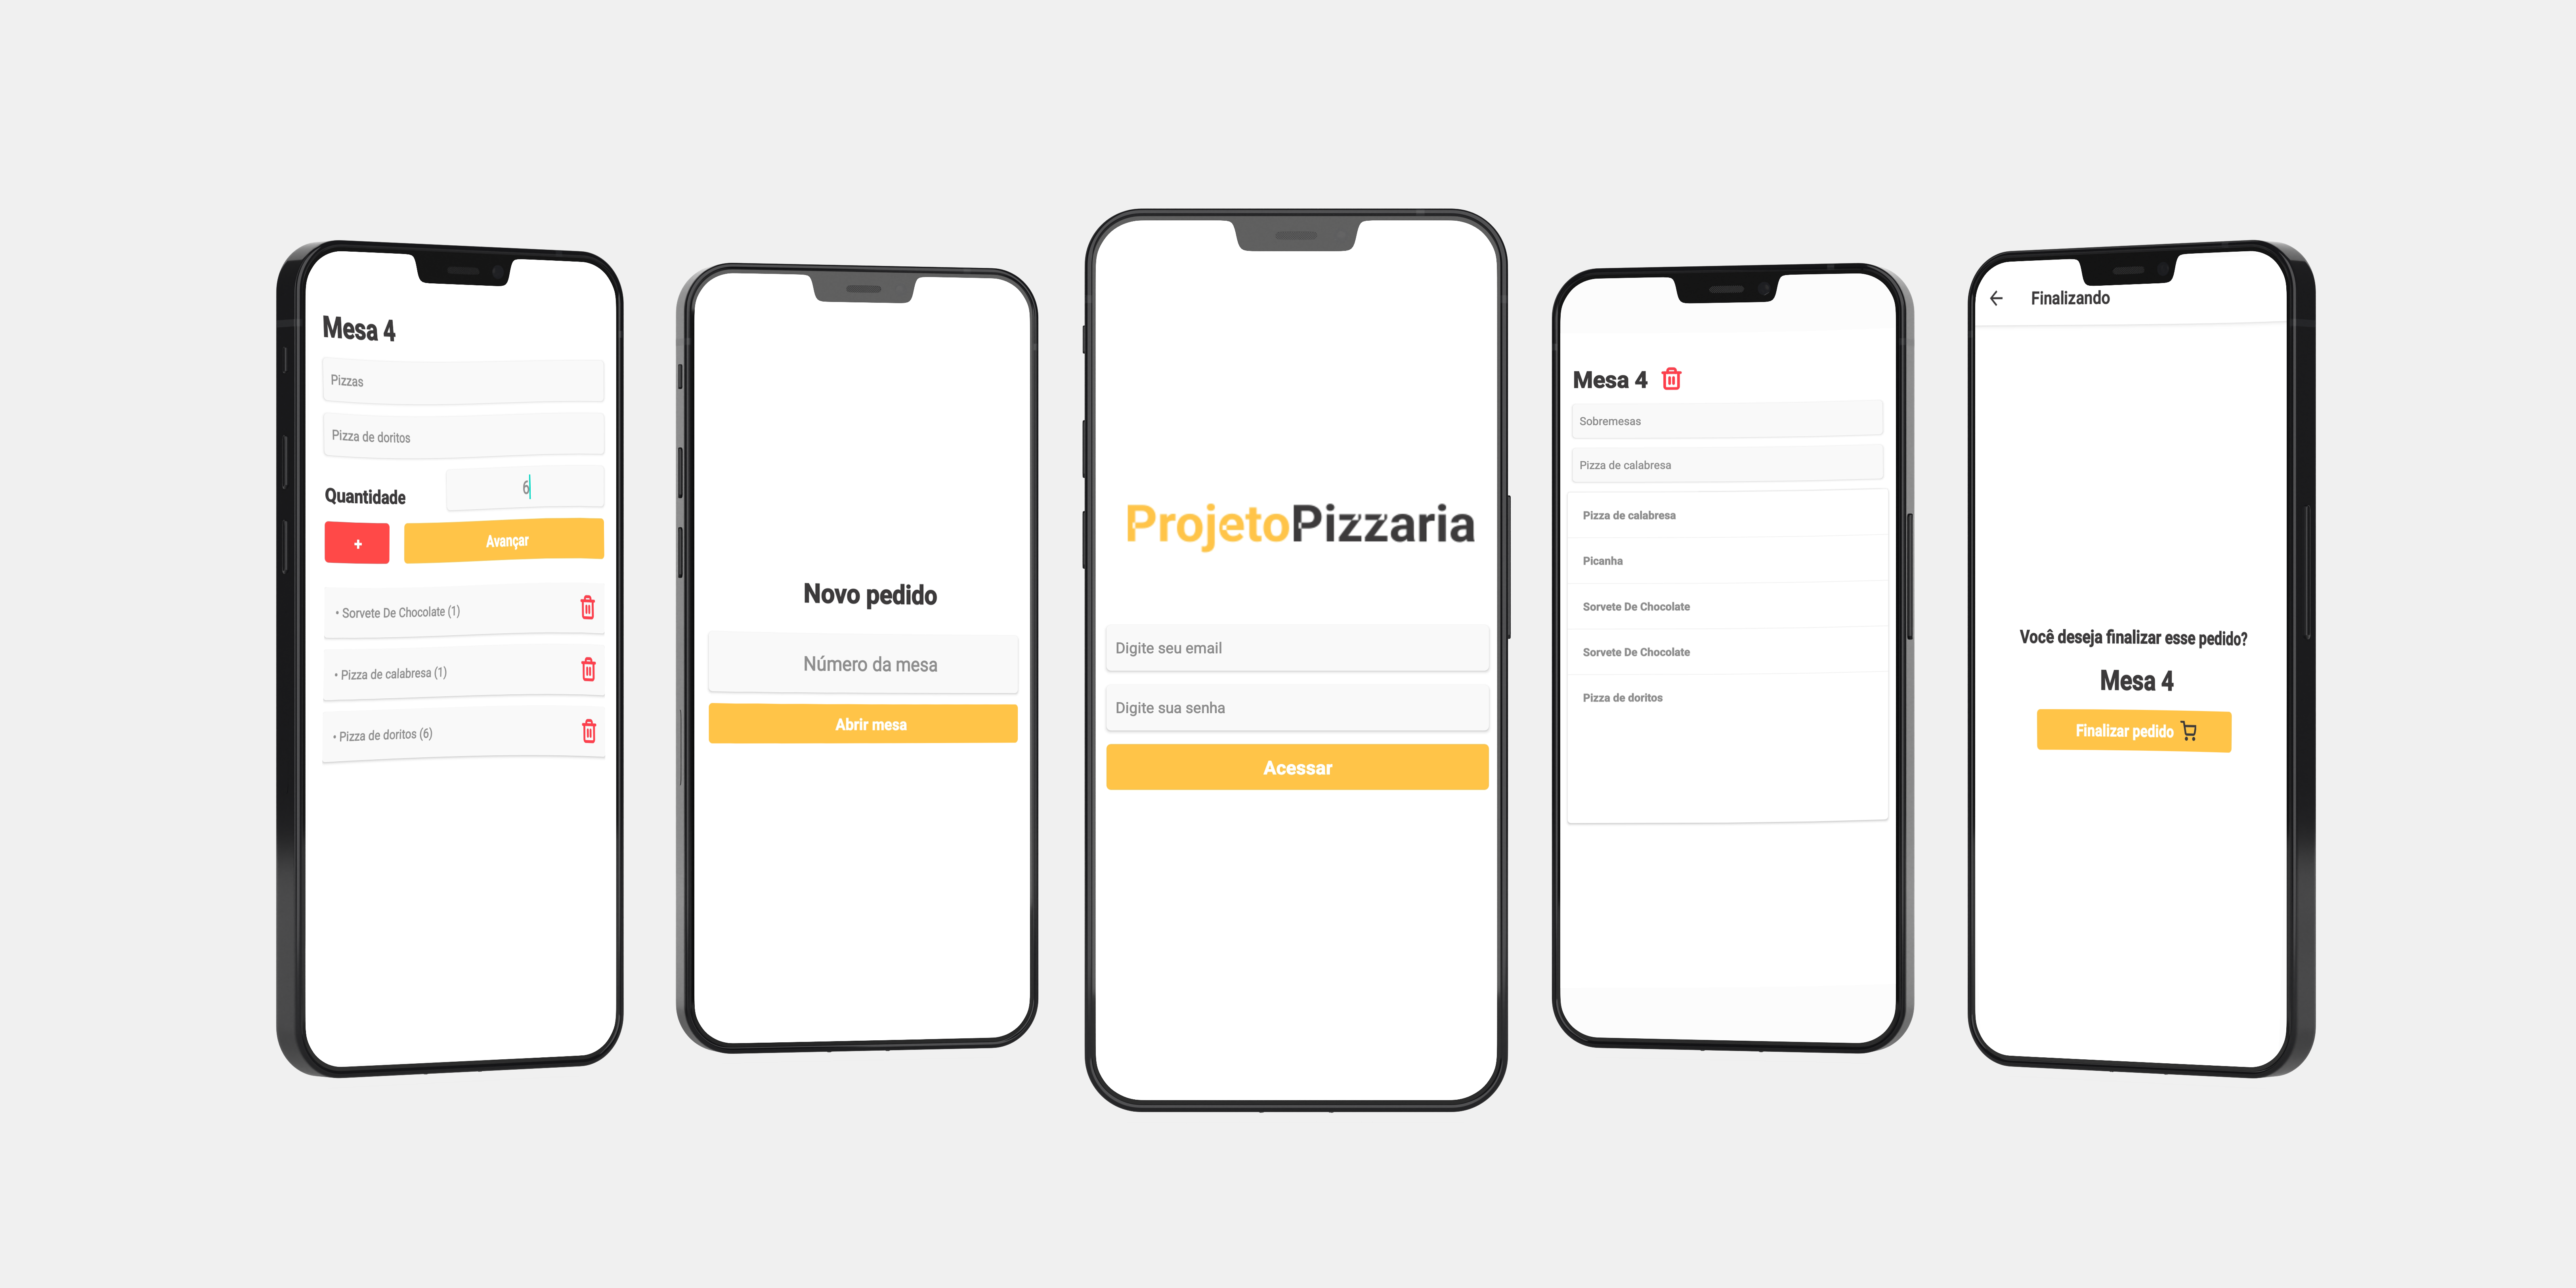 Mesa 4
Pizzas
Pizza de doritos
Quantidade
6
+
Avançar
• Sorvete De Chocolate (1)
• Pizza de calabresa (1)
• Pizza de doritos (6)
Novo pedido
Número da mesa
Abrir mesa
ProjetoPizzaria
Digite seu email
Digite sua senha
Acessar
Mesa 4
Sobremesas
Pizza de calabresa
Pizza de calabresa
Picanha
Sorvete De Chocolate
Sorvete De Chocolate
Pizza de doritos
Finalizando
Você deseja finalizar esse pedido?
Mesa 4
Finalizar pedido